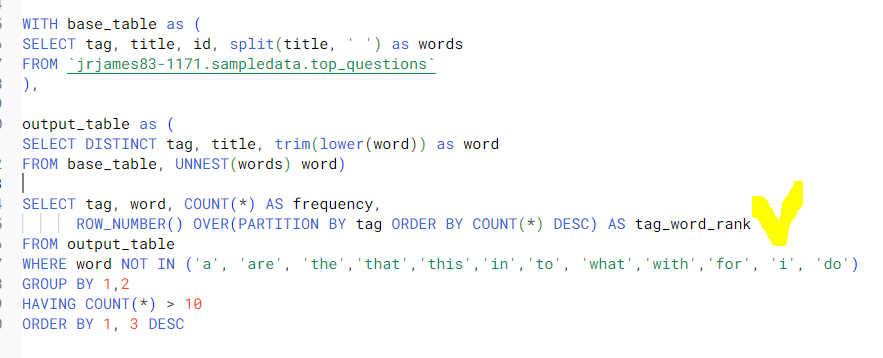 WITH base_table as (
SELECT tag, title, id, split(title, ' ') as words
FROM `jrjames83-1171.sampledata.top_questions`
),
output_table as (
SELECT DISTINCT tag, title, trim(lower(word)) as word
FROM base_table, UNNEST(words) word)
SELECT tag, word, COUNT(*) AS frequency,
ROW_NUMBER() OVER(PARTITION BY tag ORDER BY COUNT(*) DESC) AS tag_word_rank
FROM output_table
WHERE word NOT IN ('a', 'are', 'the','that','this','in','to', 'what','with','for', 'i', 'do')
GROUP BY 1,2
HAVING COUNT(*) > 10
ORDER BY 1, 3 DESC